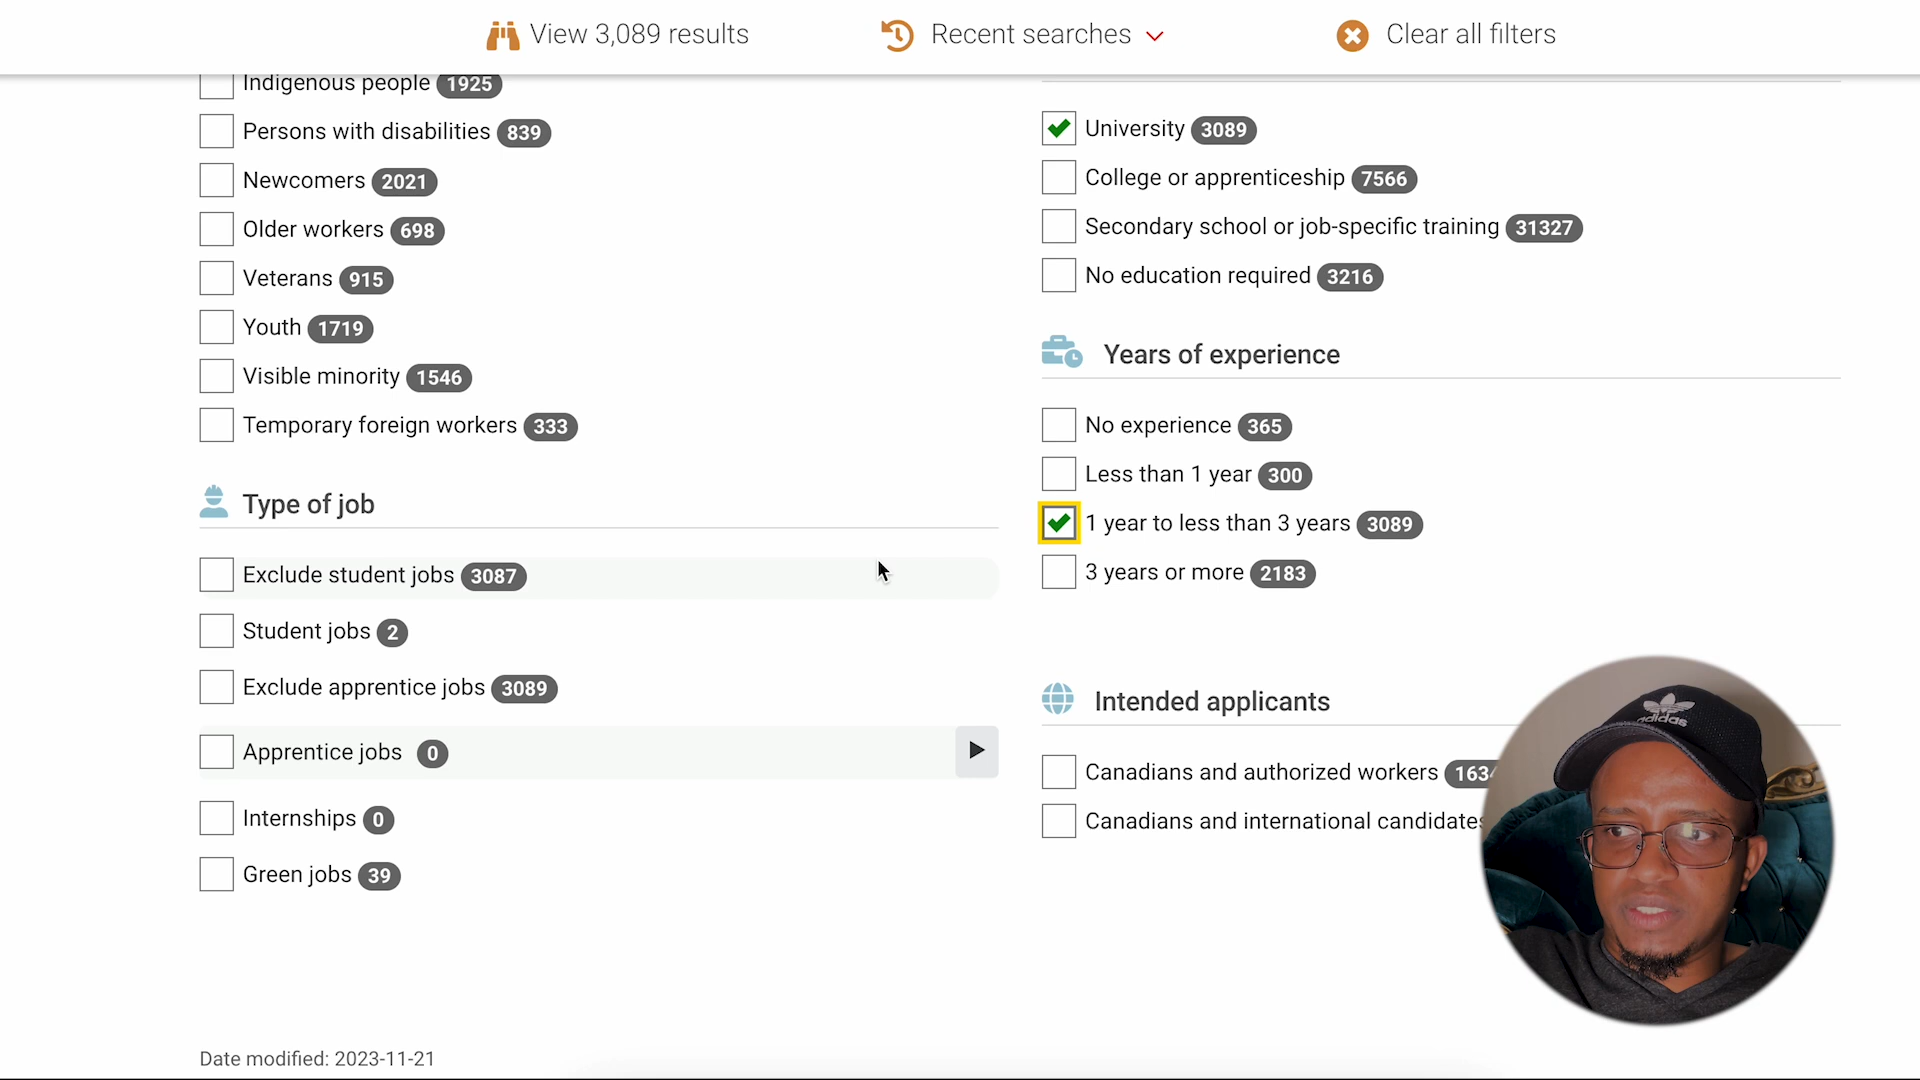 View 3,089 results
Recent searches
Clear all filters
Indigenous people 1925
Persons with disabilities 839
Newcomers 2021
Older workers 698
Veterans 915
Youth 1719
Visible minority 1546
Temporary foreign workers 333
Type of job
Exclude student jobs 3087
Student jobs 2
Exclude apprentice jobs 3089
Apprentice jobs 0
Internships 0
Green jobs 39
University 3089
College or apprenticeship 7566
Secondary school or job-specific training 31327
No education required 3216
Years of experience
No experience 365
Less than 1 year 300
1 year to less than 3 years 3089
3 years or more 2183
Intended applicants
Canadians and authorized workers
Canadians and international candidates
adidas
Date modified: 2023-11-21